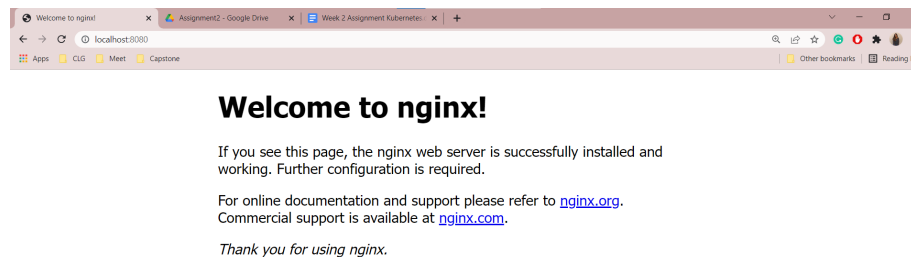 Welcome to nginx!
Assignment2 - Google Drive
Week 2 Assignment Kubernetes
localhost:8080
Apps
CLG
Meet
Capstone
Other bookmarks
Reading
Welcome to nginx!
If you see this page, the nginx web server is successfully installed and
working. Further configuration is required.
For online documentation and support please refer to nginx.org.
Commercial support is available at nginx.com.
Thank you for using nginx.